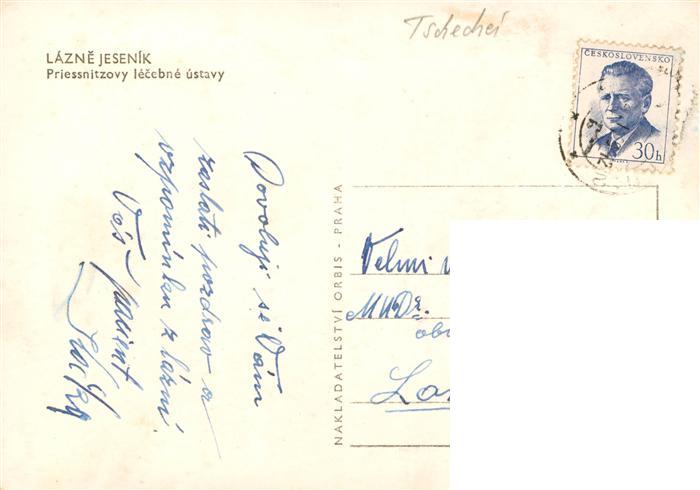 Tschechei
LÁZNĚ JESENÍK
Priessnitzovy léčebné ústavy
ČESKOSLOVENSKO
30h
Dovoluji si Vám
zaslati pozdrav a
vzpomínku z lázní.
Váš pacient
NAKLADATELSTVÍ ORBIS - PRAHA
Velmi
MUDr.